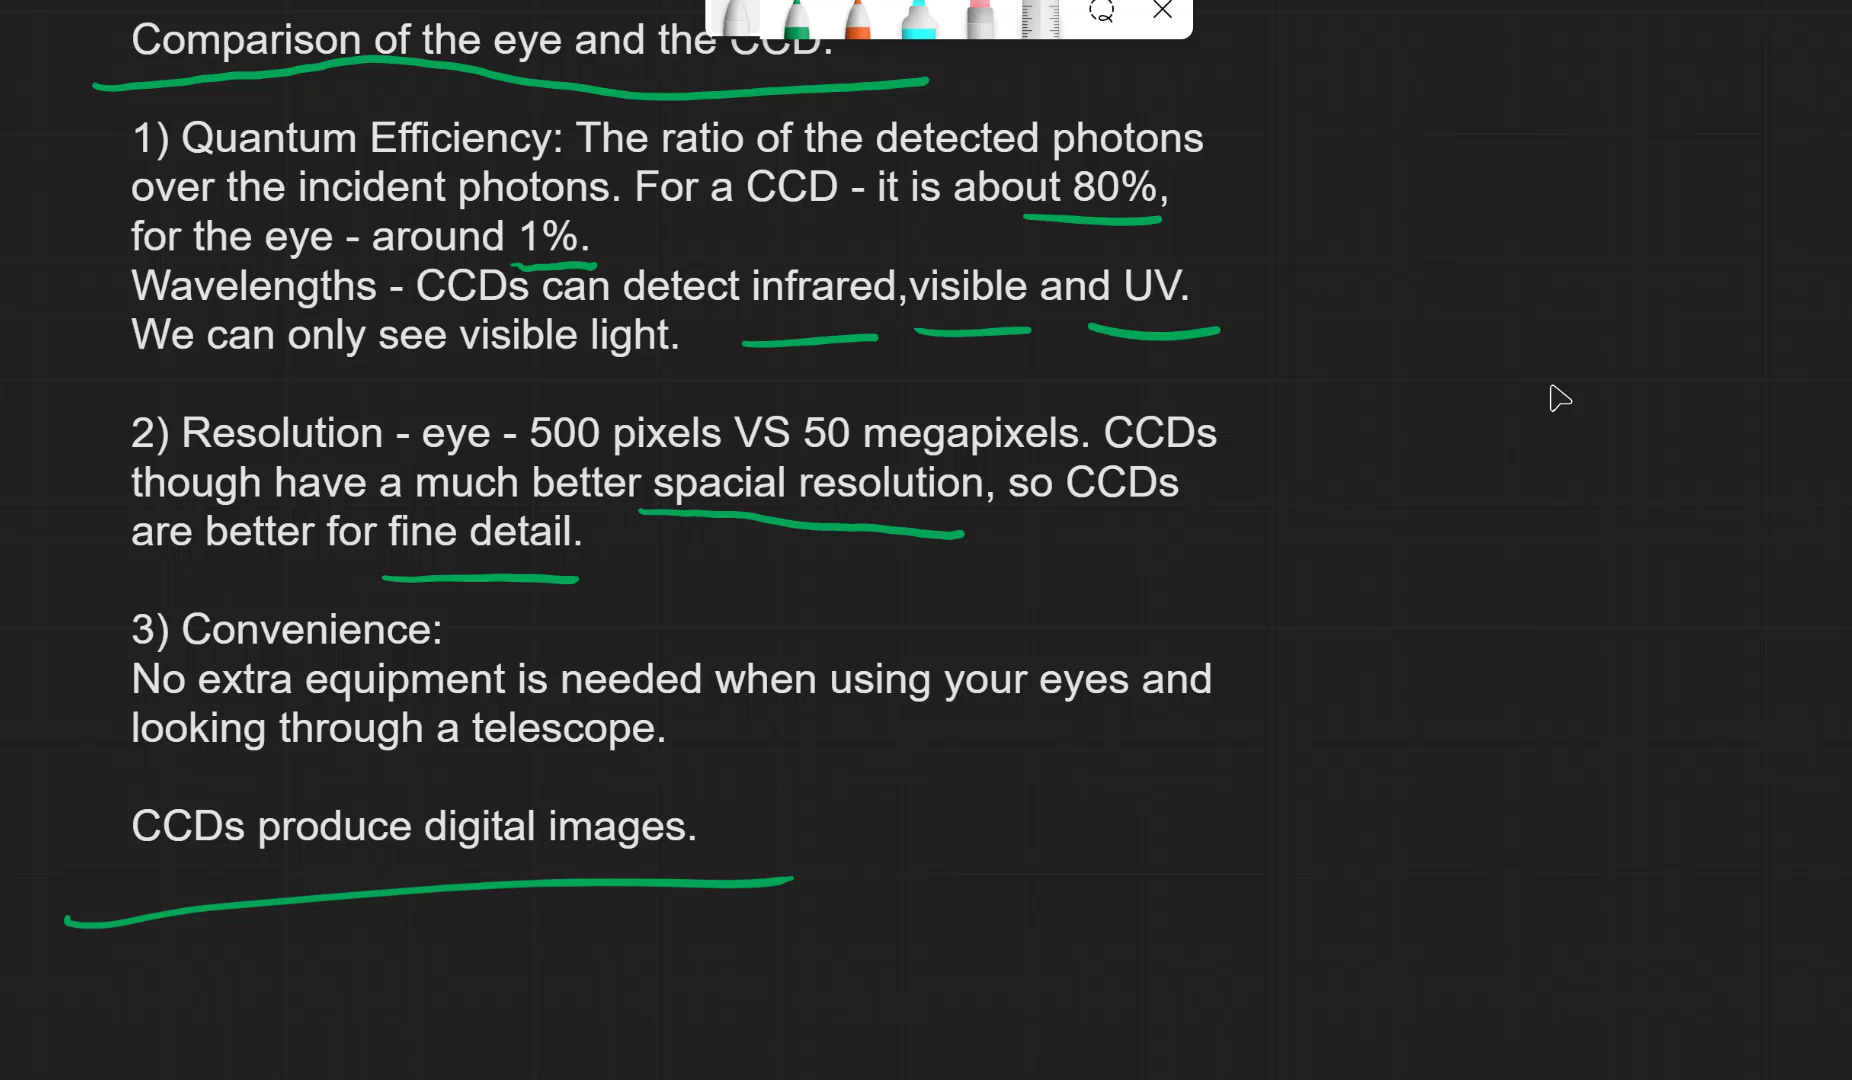 Comparison of the eye and the CCD.
1) Quantum Efficiency: The ratio of the detected photons
over the incident photons. For a CCD - it is about 80%,
for the eye - around 1%.
Wavelengths - CCDs can detect infrared,visible and UV.
We can only see visible light.
2) Resolution - eye - 500 pixels VS 50 megapixels. CCDs
though have a much better spacial resolution, so CCDs
are better for fine detail.
3) Convenience:
No extra equipment is needed when using your eyes and
looking through a telescope.
CCDs produce digital images.